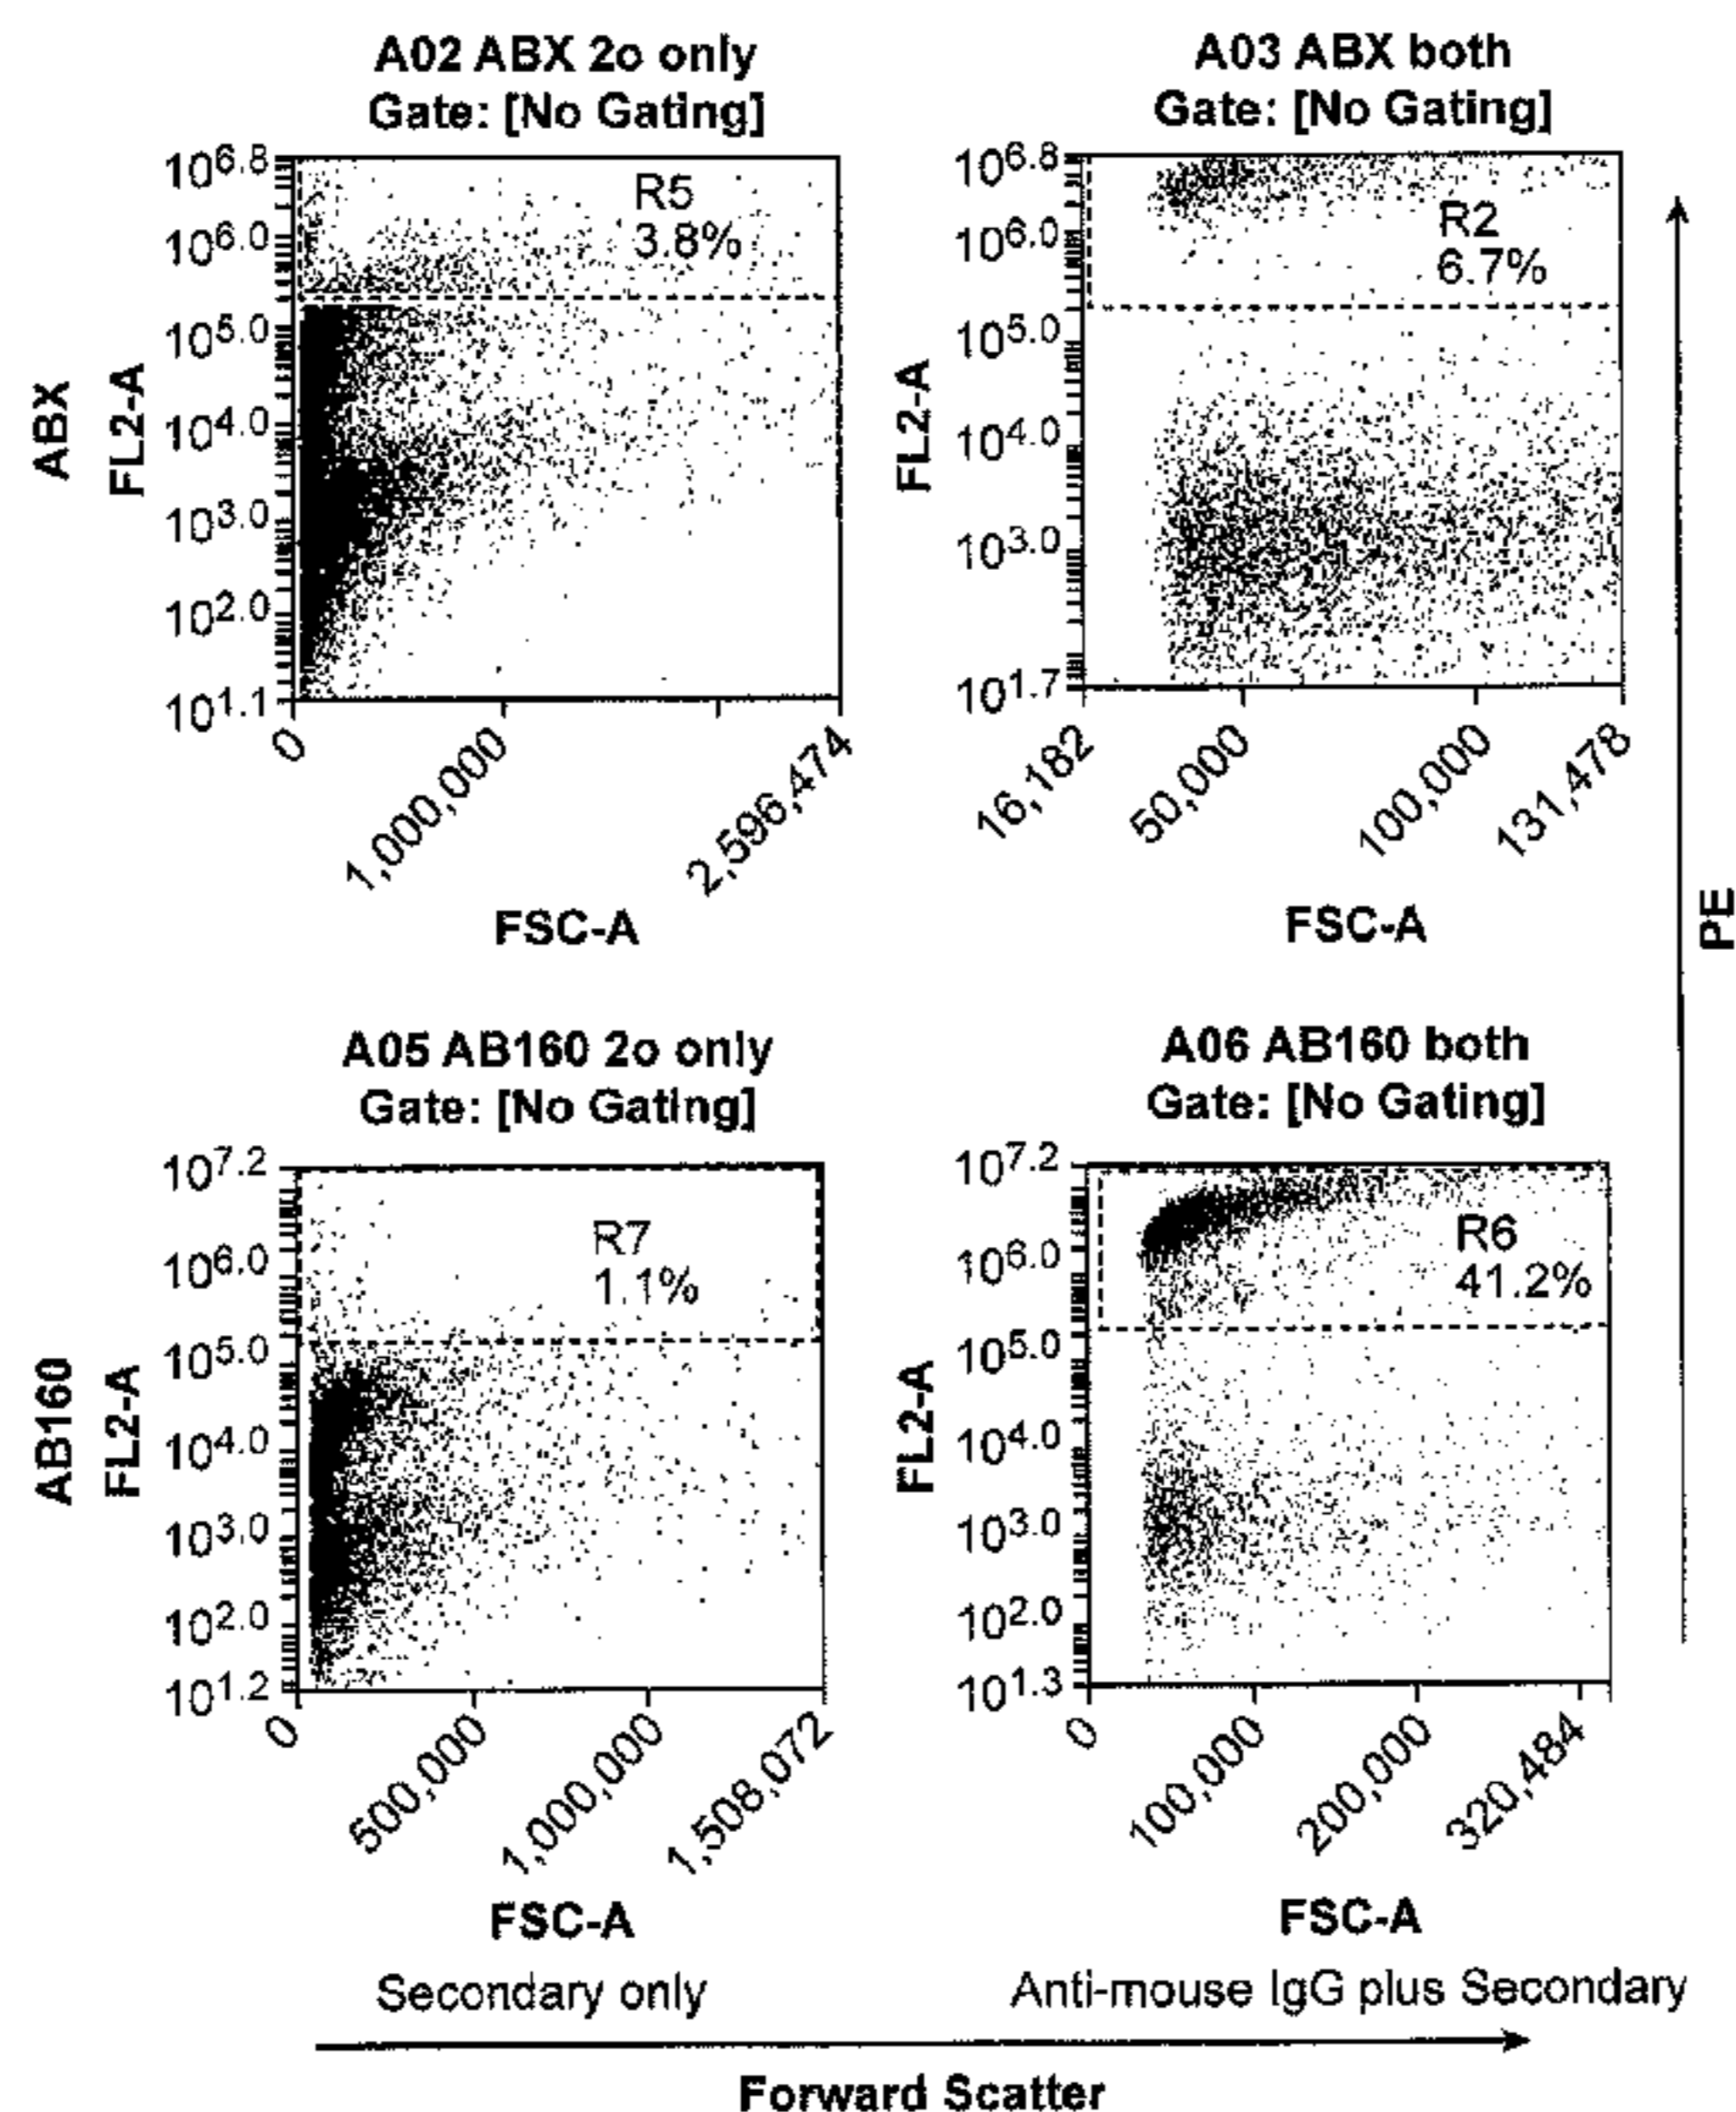 A02 ABX 2o only
Gate: [No Gating]
A03 ABX both
Gate: [No Gating]
ABX
FL2-A
10^6.8
10^6.0
10^5.0
10^4.0
10^3.0
10^2.0
10^1.1
R5
3.8%
0
1,000,000
2,596,474
FSC-A
FL2-A
10^6.8
10^6.0
10^5.0
10^4.0
10^3.0
10^1.7
R2
6.7%
16,182
50,000
100,000
131,478
FSC-A
PE
A05 AB160 2o only
Gate: [No Gating]
A06 AB160 both
Gate: [No Gating]
AB160
FL2-A
10^7.2
10^6.0
10^5.0
10^4.0
10^3.0
10^2.0
10^1.2
R7
1.1%
0
500,000
1,000,000
1,508,072
FSC-A
FL2-A
10^7.2
10^6.0
10^5.0
10^4.0
10^3.0
10^2.0
10^1.3
R6
41.2%
0
100,000
200,000
320,484
FSC-A
Secondary only
Anti-mouse IgG plus Secondary
Forward Scatter